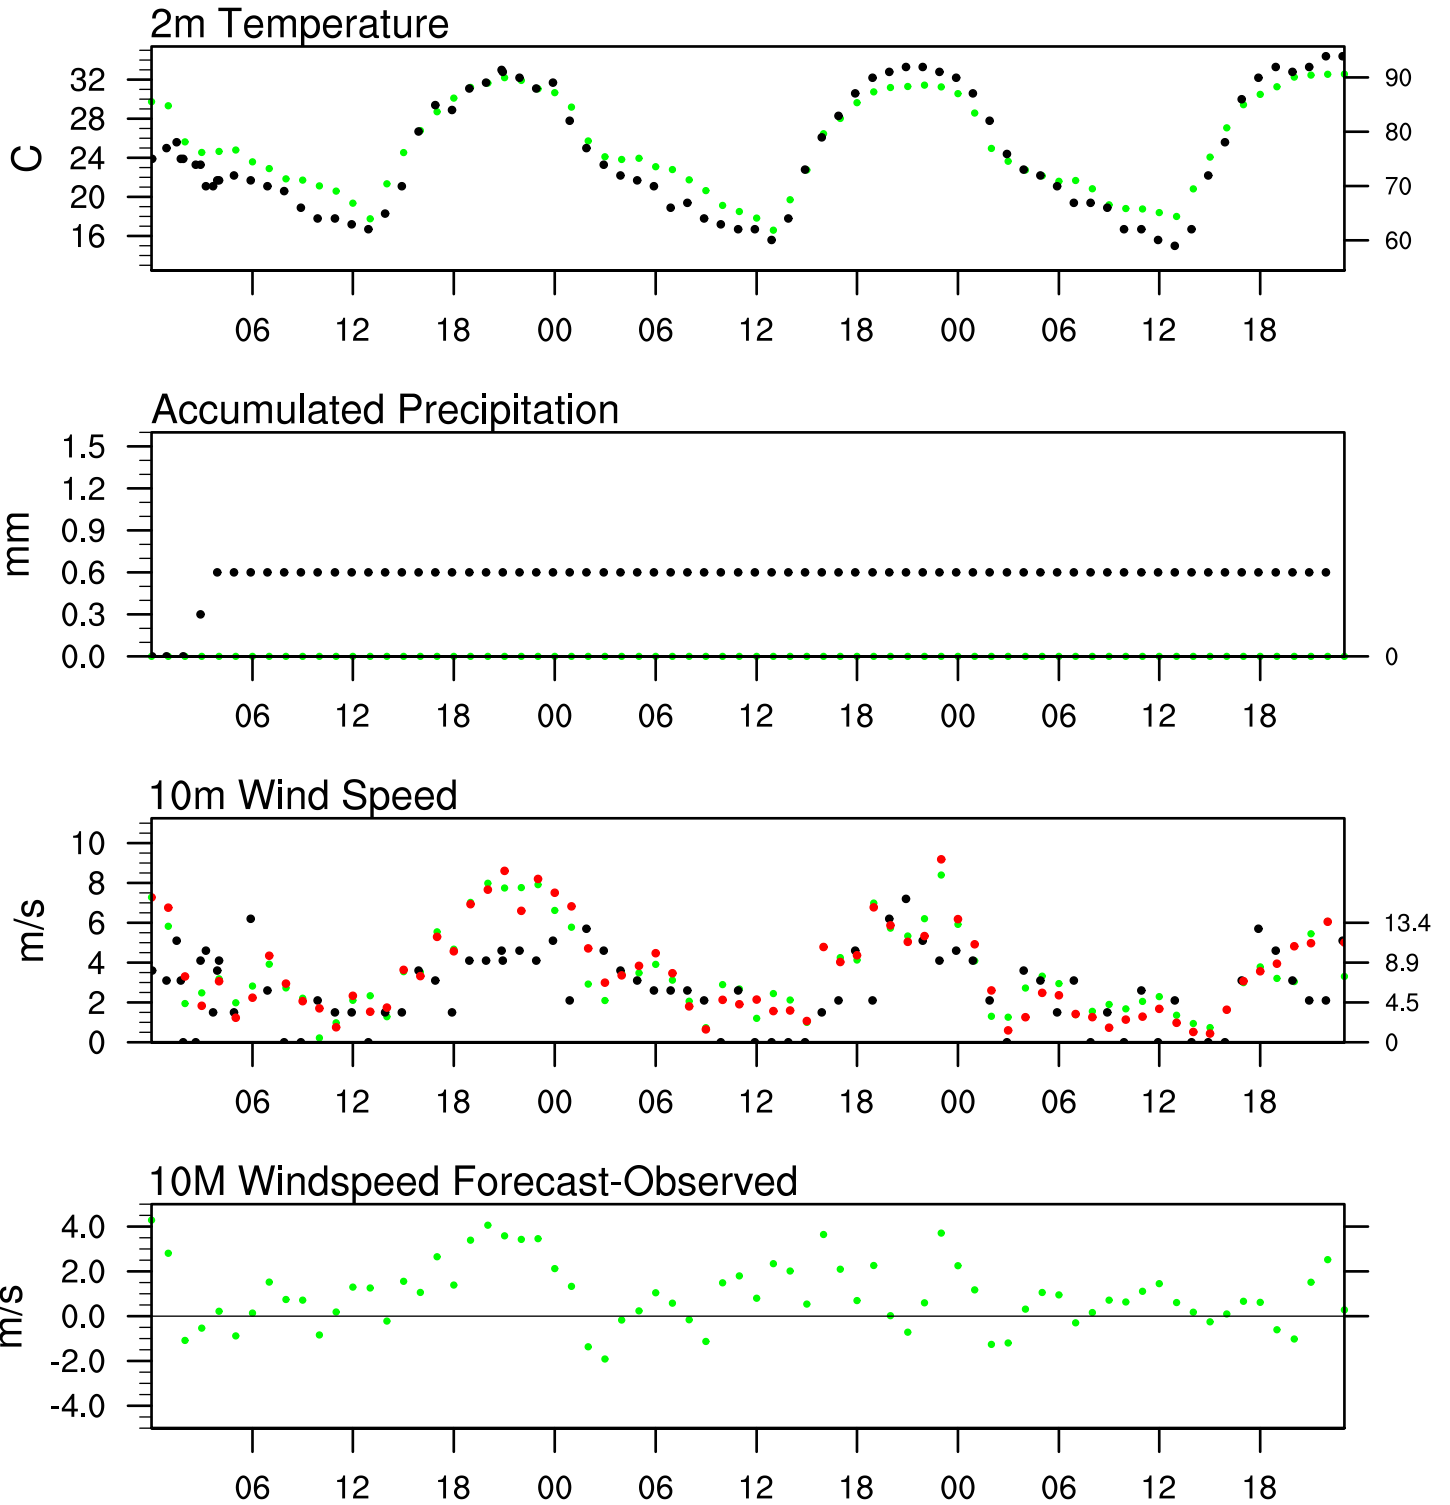 2m Temperature
C
32
28
24
20
16
90
80
70
60
06 12 18 00 06 12 18 00 06 12 18
Accumulated Precipitation
mm
1.5
1.2
0.9
0.6
0.3
0.0
0
06 12 18 00 06 12 18 00 06 12 18
10m Wind Speed
m/s
10
8
6
4
2
0
13.4
8.9
4.5
0
06 12 18 00 06 12 18 00 06 12 18
10M Windspeed Forecast-Observed
m/s
4.0
2.0
0.0
-2.0
-4.0
06 12 18 00 06 12 18 00 06 12 18